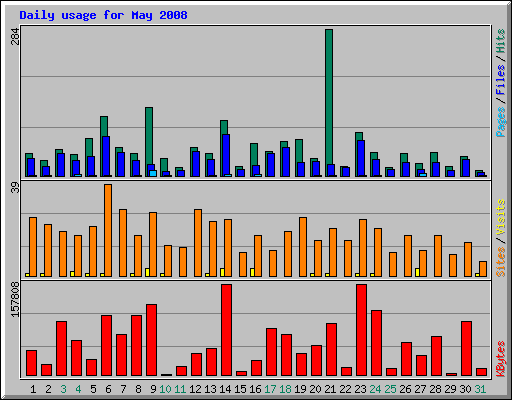 Daily usage for May 2008
284
Pages / Files / Hits
39
Sites / Visits
157808
KBytes
1 2 3 4 5 6 7 8 9 10 11 12 13 14 15 16 17 18 19 20 21 22 23 24 25 26 27 28 29 30 31